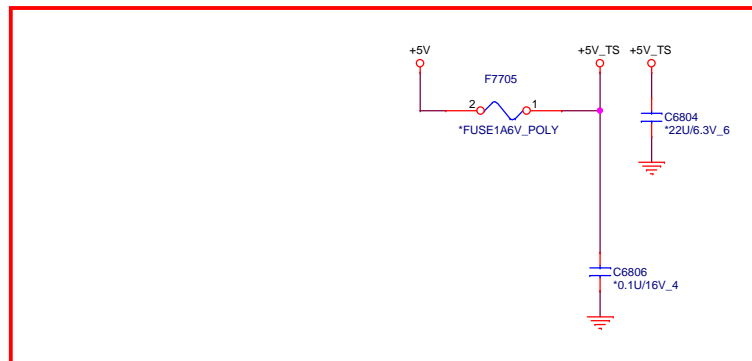 +5V
+5V_TS
+5V_TS
F7705
2
1
*FUSE1A6V_POLY
C6804
*22U/6.3V_6
C6806
*0.1U/16V_4